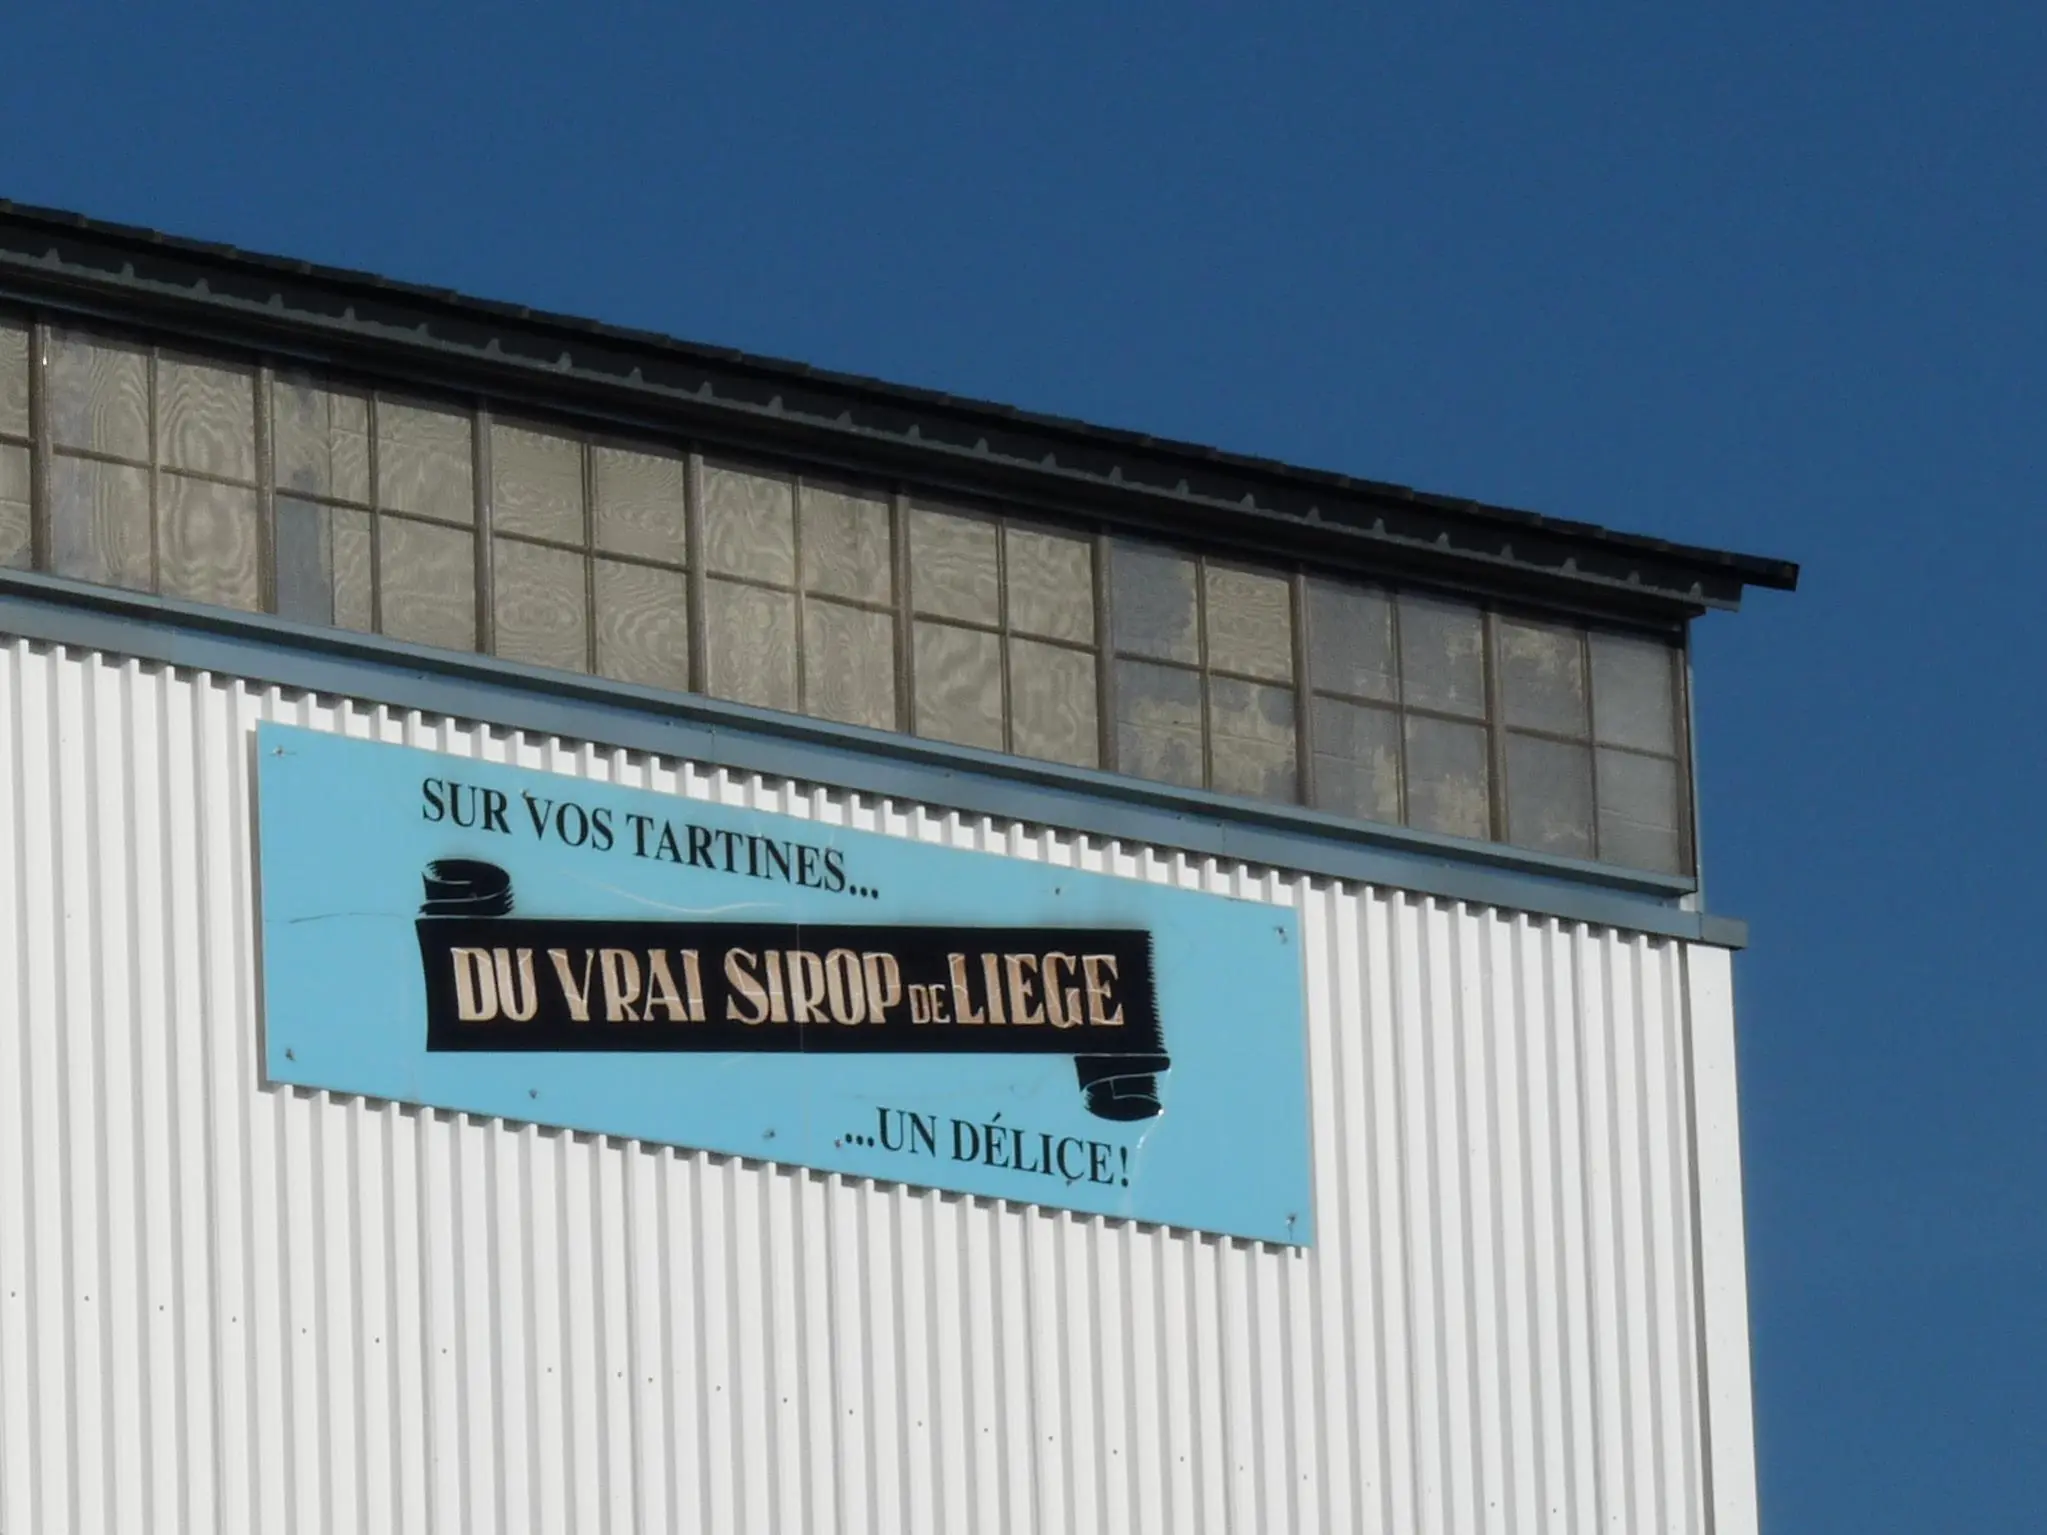 SUR VOS TARTINES...
DU VRAI SIROP DE LIEGE
...UN DÉLICE!